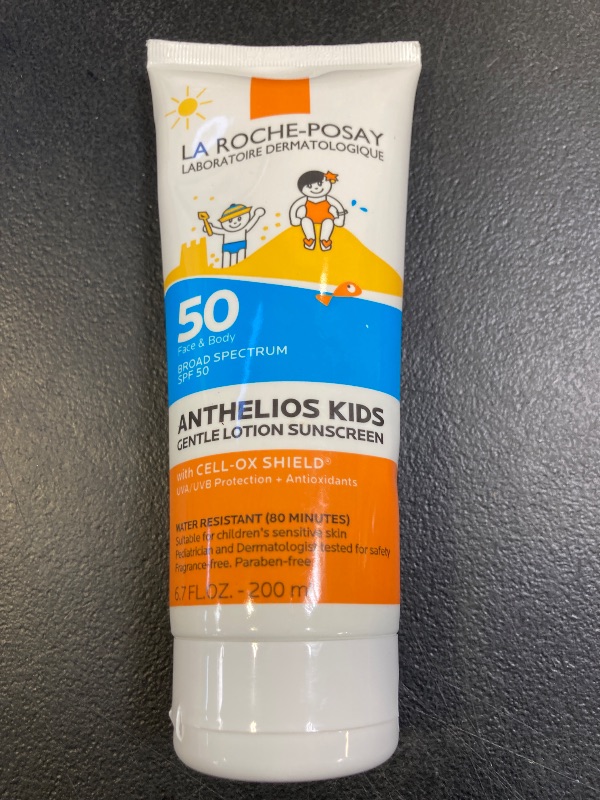 LA ROCHE-POSAY
LABORATOIRE DERMATOLOGIQUE
50
Face & Body
BROAD SPECTRUM
SPF 50
ANTHELIOS KIDS
GENTLE LOTION SUNSCREEN
with CELL-OX SHIELD®
UVA/UVB Protection + Antioxidants
WATER RESISTANT (80 MINUTES)
Suitable for children's sensitive skin
Pediatrician and Dermatologist tested for safety
Fragrance-free. Paraben-free
6.7 FL.OZ. - 200 ml